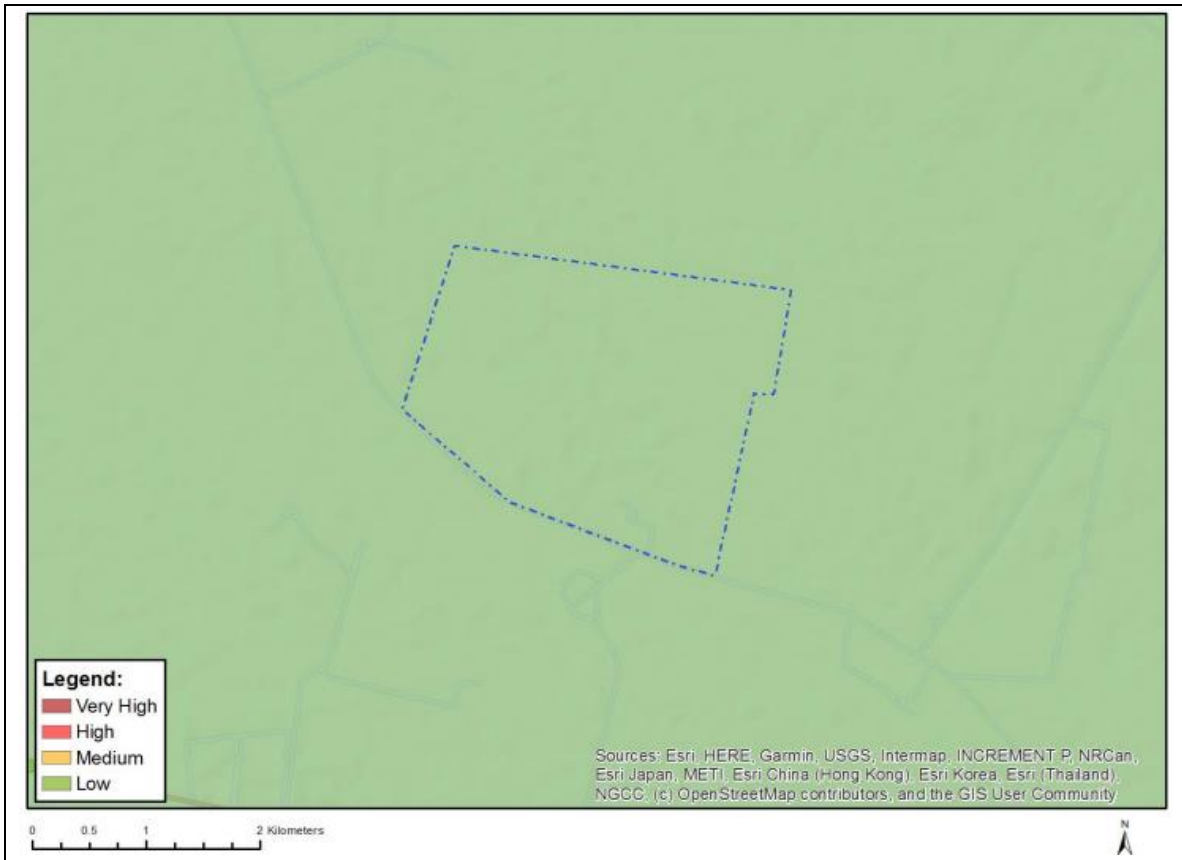 Legend:
Very High
High
Medium
Low
Sources: Esri, HERE, Garmin, USGS, Intermap, INCREMENT P, NRCan,
Esri Japan, METI, Esri China (Hong Kong), Esri Korea, Esri (Thailand),
NGCC, (c) OpenStreetMap contributors, and the GIS User Community
0 0.5 1 2 Kilometers
N